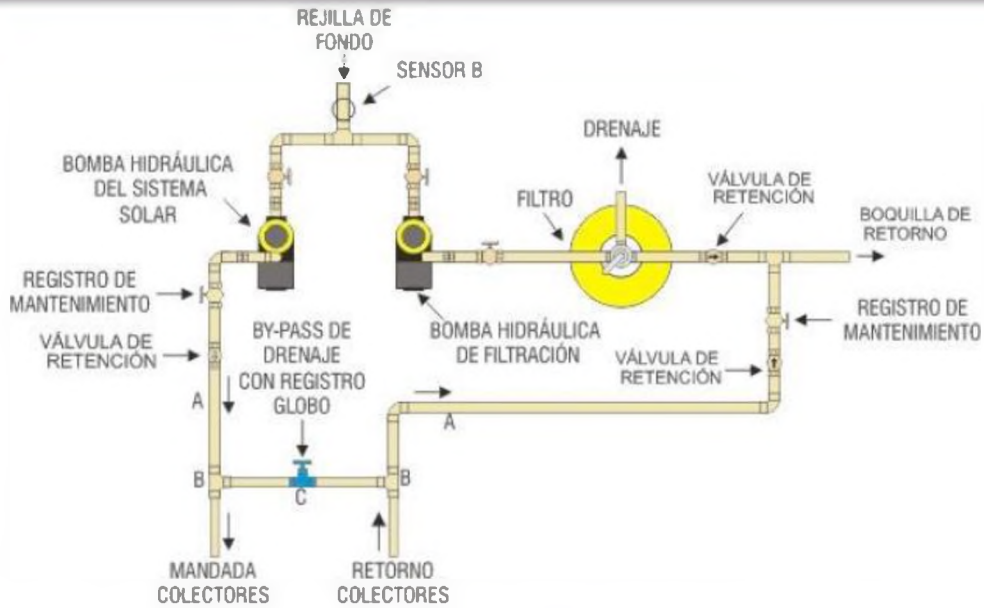 REJILLA DE
FONDO
SENSOR B
DRENAJE
BOMBA HIDRÁULICA
DEL SISTEMA
SOLAR
FILTRO
VÁLVULA DE
RETENCIÓN
BOQUILLA DE
RETORNO
REGISTRO DE
MANTENIMIENTO
BOMBA HIDRÁULICA
DE FILTRACIÓN
REGISTRO DE
MANTENIMIENTO
VÁLVULA DE
RETENCIÓN
BY-PASS DE
DRENAJE
CON REGISTRO
GLOBO
VÁLVULA DE
RETENCIÓN
A
A
B
C
B
MANDADA
COLECTORES
RETORNO
COLECTORES